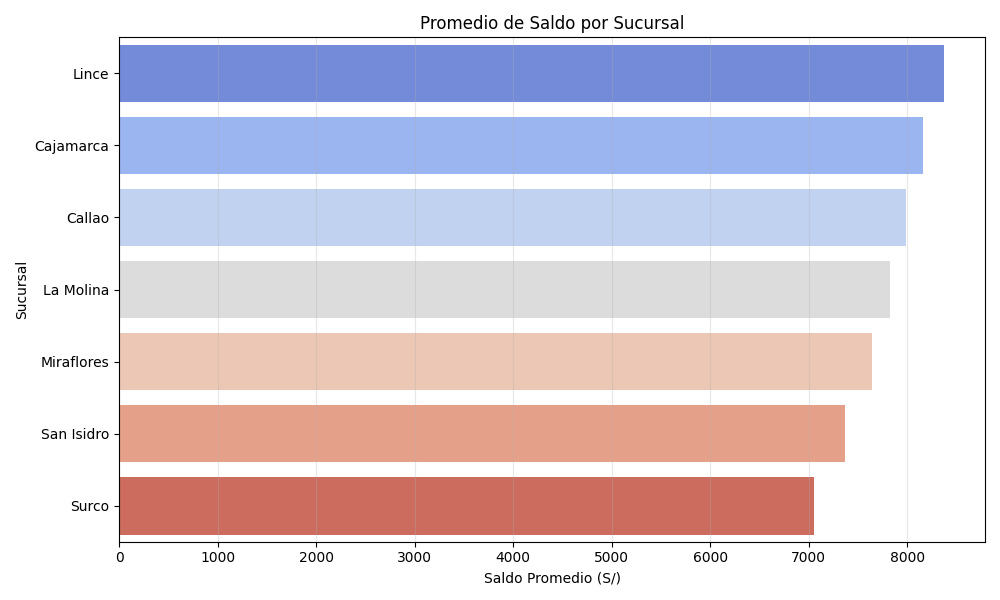 Promedio de Saldo por Sucursal
Sucursal
Lince
Cajamarca
Callao
La Molina
Miraflores
San Isidro
Surco
0 1000 2000 3000 4000 5000 6000 7000 8000
Saldo Promedio (S/)